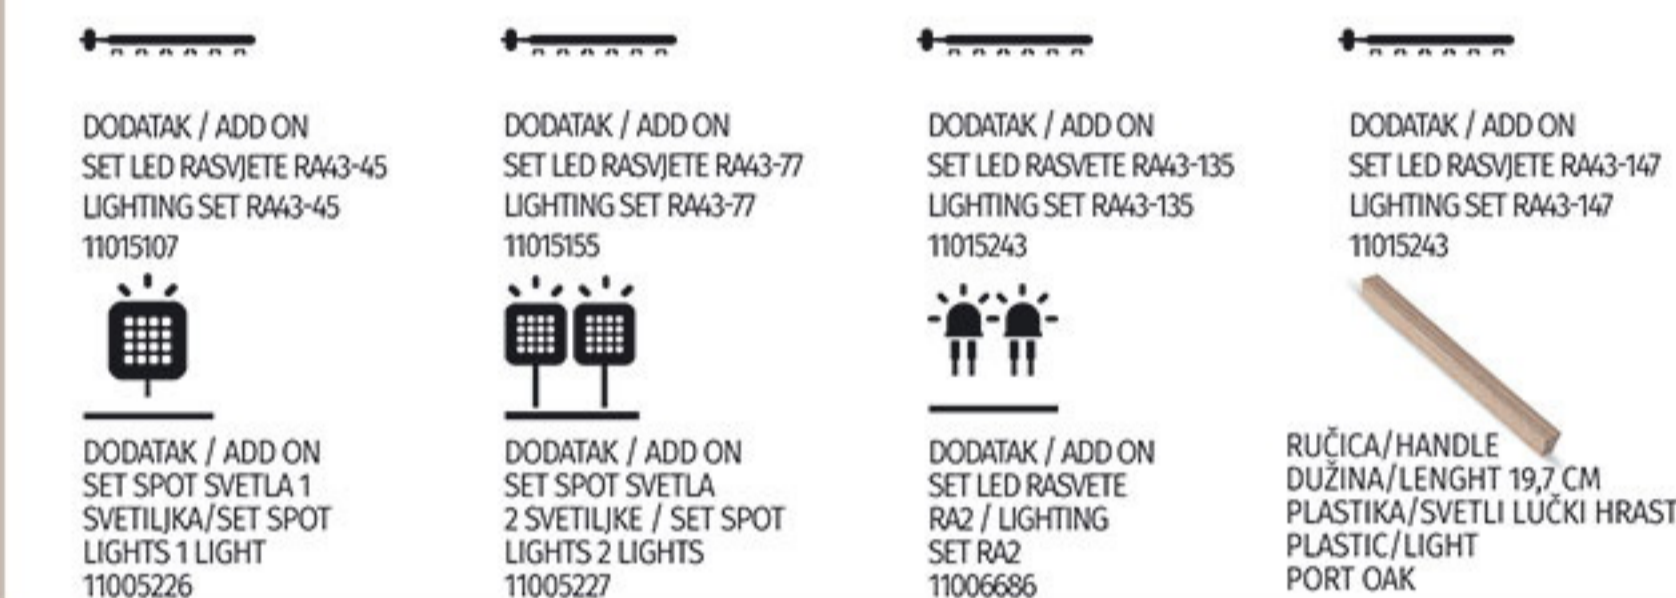 DODATAK / ADD ON
SET LED RASVJETE RA43-45
LIGHTING SET RA43-45
11015107
DODATAK / ADD ON
SET LED RASVJETE RA43-77
LIGHTING SET RA43-77
11015155
DODATAK / ADD ON
SET LED RASVETE RA43-135
LIGHTING SET RA43-135
11015243
DODATAK / ADD ON
SET LED RASVJETE RA43-147
LIGHTING SET RA43-147
11015243
DODATAK / ADD ON
SET SPOT SVETLA 1
SVETILJKA/SET SPOT
LIGHTS 1 LIGHT
11005226
DODATAK / ADD ON
SET SPOT SVETLA
2 SVETILJKE / SET SPOT
LIGHTS 2 LIGHTS
11005227
DODATAK / ADD ON
SET LED RASVETE
RA2 / LIGHTING
SET RA2
11006686
RUČICA/HANDLE
DUŽINA/LENGHT 19,7 CM
PLASTIKA/SVETLI LUČKI HRAST
PLASTIC/LIGHT
PORT OAK